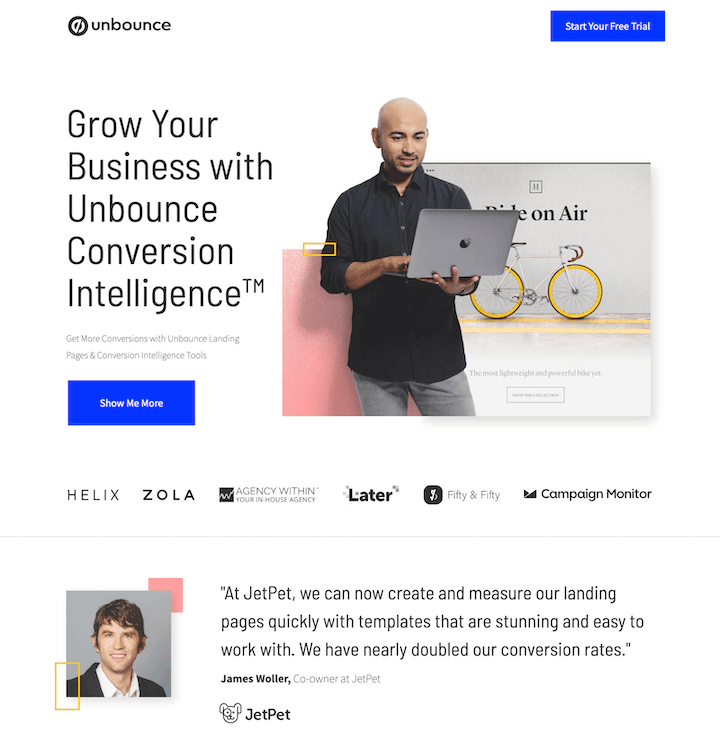 unbounce
Start Your Free Trial
Grow Your
Business with
Unbounce
Conversion
Intelligence™
Get More Conversions with Unbounce Landing
Pages & Conversion Intelligence Tools
Show Me More
H
Ride on Air
The most lightweight and powerful bike yet.
SHOP THE COLLECTION
HELIX
ZOLA
AGENCY WITHIN™
YOUR IN-HOUSE AGENCY
Later
Fifty & Fifty
Campaign Monitor
"At JetPet, we can now create and measure our landing
pages quickly with templates that are stunning and easy to
work with. We have nearly doubled our conversion rates."
James Woller, Co-owner at JetPet
JetPet